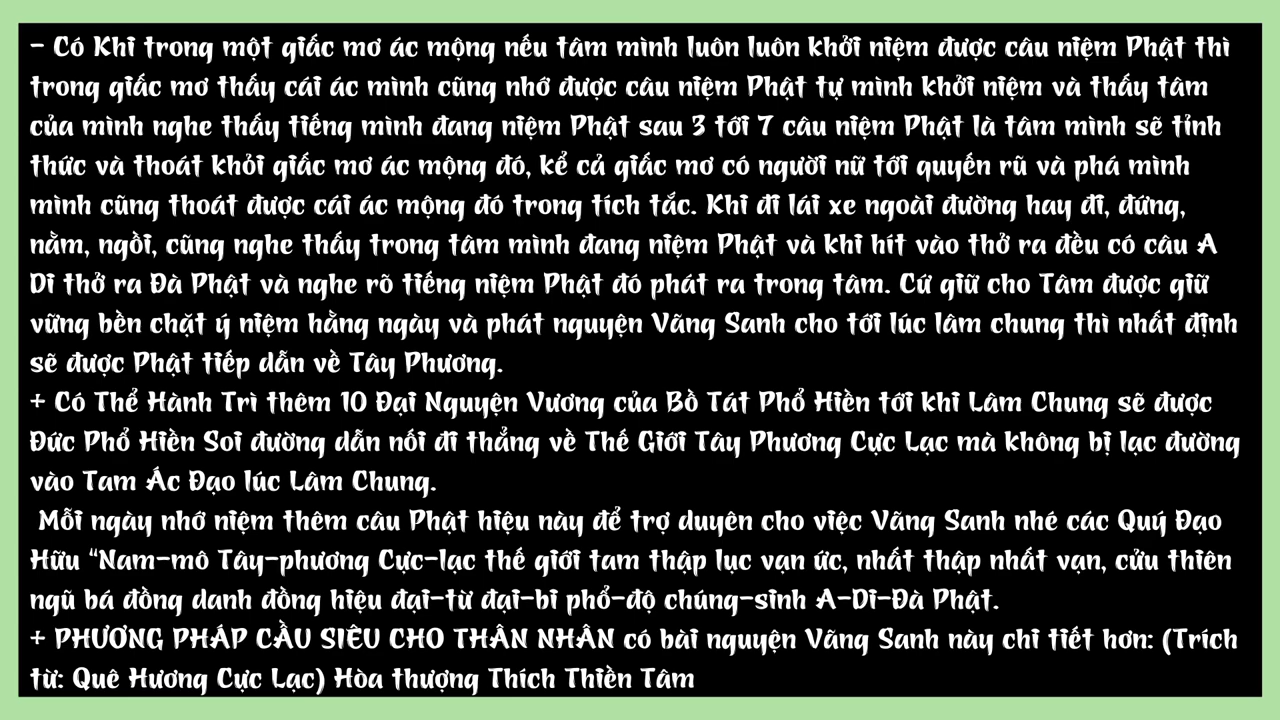 - Có Khi trong một giấc mơ ác mộng nếu tâm mình luôn luôn khởi niệm được câu niệm Phật thì
trong giấc mơ thấy cái ác mình cũng nhớ được câu niệm Phật tự mình khởi niệm và thấy tâm
của mình nghe thấy tiếng mình đang niệm Phật sau 3 tới 7 câu niệm Phật là tâm mình sẽ tỉnh
thức và thoát khỏi giấc mơ ác mộng đó, kể cả giấc mơ có người nữ tới quyến rũ và phá mình
mình cũng thoát được cái ác mộng đó trong tích tắc. Khi đi lái xe ngoài đường hay đi, đứng,
nằm, ngồi, cũng nghe thấy trong tâm mình đang niệm Phật và khi hít vào thở ra đều có câu A
Di thở ra Đà Phật và nghe rõ tiếng niệm Phật đó phát ra trong tâm. Cứ giữ cho Tâm được giữ
vững bền chặt ý niệm hằng ngày và phát nguyện Vãng Sanh cho tới lúc lâm chung thì nhất định
sẽ được Phật tiếp dẫn về Tây Phương.
+ Có Thể Hành Trì thêm 10 Đại Nguyện Vương của Bồ Tát Phổ Hiền tới khi Lâm Chung sẽ được
Đức Phổ Hiền Soi đường dẫn nối đi thẳng về Thế Giới Tây Phương Cực Lạc mà không bị lạc đường
vào Tam Ác Đạo lúc Lâm Chung.
Mỗi ngày nhớ niệm thêm câu Phật hiệu này để trợ duyên cho việc Vãng Sanh nhé các Quý Đạo
Hữu "Nam-mô Tây-phương Cực-lạc thế giới tam thập lục vạn ức, nhất thập nhất vạn, cửu thiên
ngũ bá đồng danh đồng hiệu đại-từ đại-bi phổ-độ chúng-sinh A-Di-Đà Phật.
+ PHƯƠNG PHÁP CẦU SIÊU CHO THÂN NHÂN có bài nguyện Vãng Sanh này chi tiết hơn: (Trích
từ: Quê Hương Cực Lạc) Hòa thượng Thích Thiền Tâm